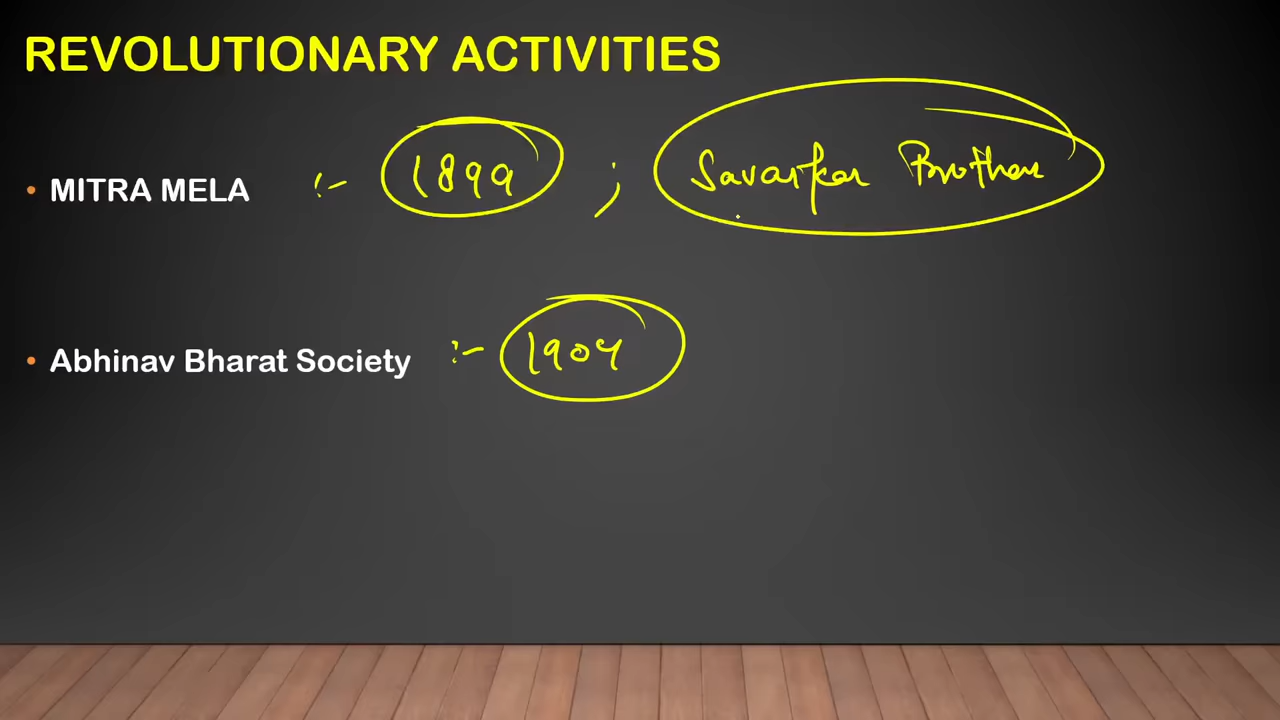 REVOLUTIONARY ACTIVITIES
• MITRA MELA :- 1899 ; Savarkar Brothers
• Abhinav Bharat Society :- 1904